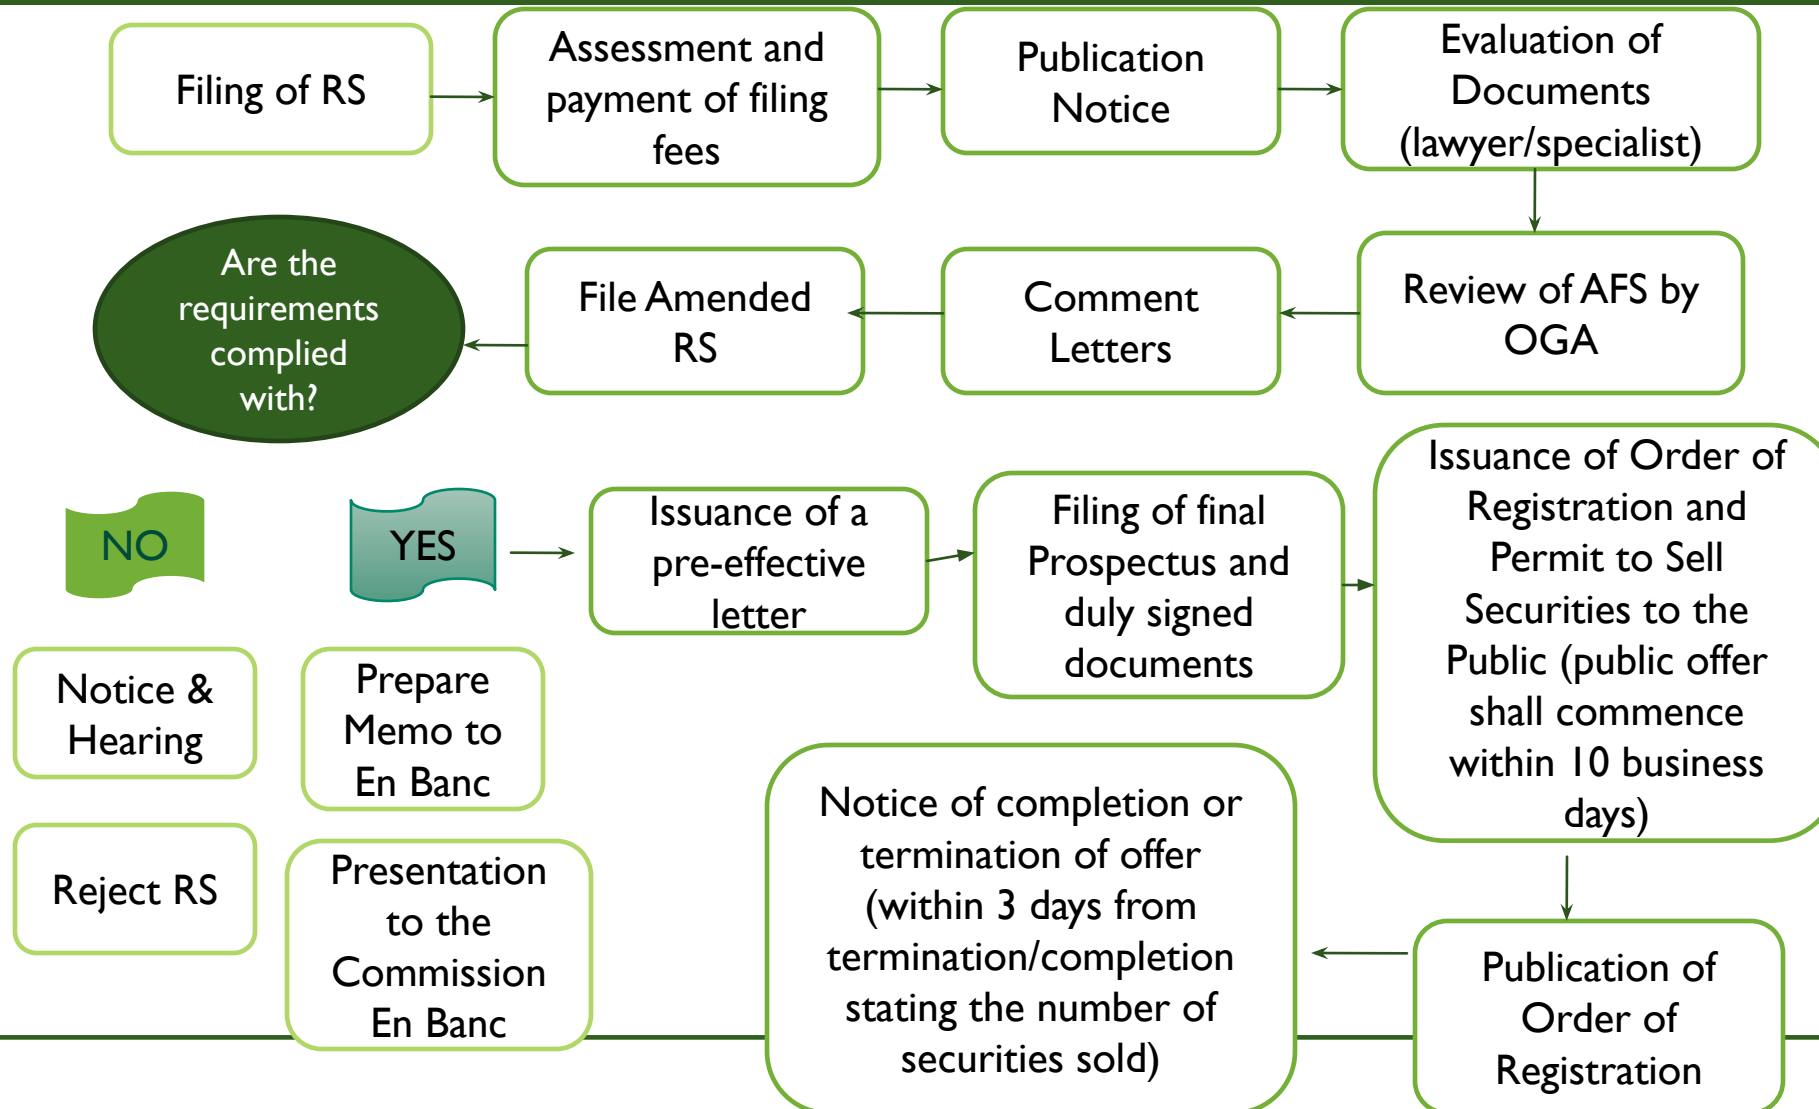 Filing of RS
Assessment and
payment of filing
fees
Publication
Notice
Evaluation of
Documents
(lawyer/specialist)
Review of AFS by
OGA
Comment
Letters
File Amended
RS
Are the
requirements
complied
with?
NO
Notice &
Hearing
Reject RS
YES
Prepare
Memo to
En Banc
Presentation
to the
Commission
En Banc
Issuance of a
pre-effective
letter
Filing of final
Prospectus and
duly signed
documents
Issuance of Order of
Registration and
Permit to Sell
Securities to the
Public (public offer
shall commence
within 10 business
days)
Publication of
Order of
Registration
Notice of completion or
termination of offer
(within 3 days from
termination/completion
stating the number of
securities sold)